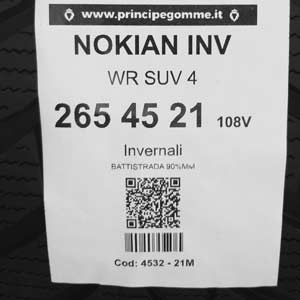 www.principegomme.it
NOKIAN INV
WR SUV 4
265 45 21 108V
Invernali
BATTISTRADA 90%MM
Cod: 4532 - 21M